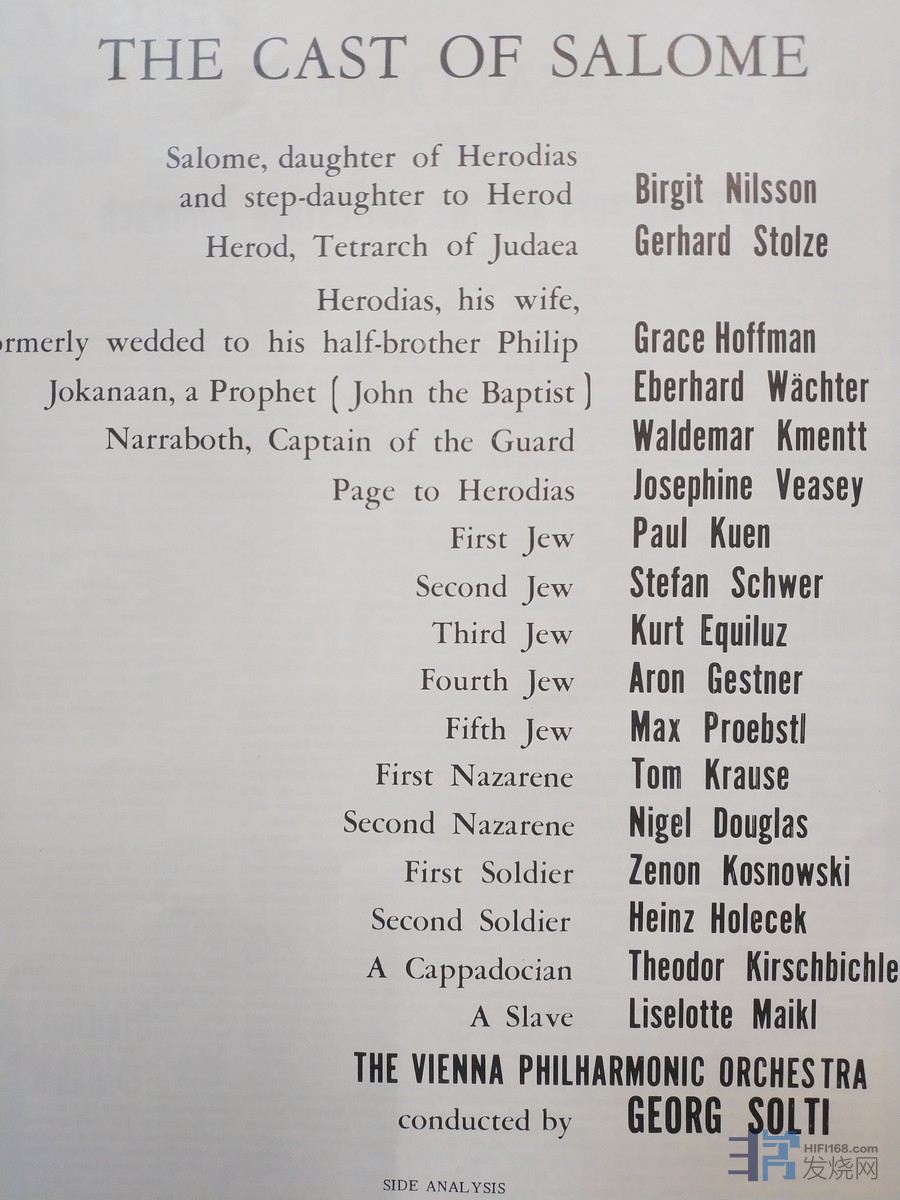 THE CAST OF SALOME
Salome, daughter of Herodias
and step-daughter to Herod Birgit Nilsson
Herod, Tetrarch of Judaea Gerhard Stolze
Herodias, his wife,
ormerly wedded to his half-brother Philip Grace Hoffman
Jokanaan, a Prophet ( John the Baptist ) Eberhard Wächter
Narraboth, Captain of the Guard Waldemar Kmentt
Page to Herodias Josephine Veasey
First Jew Paul Kuen
Second Jew Stefan Schwer
Third Jew Kurt Equiluz
Fourth Jew Aron Gestner
Fifth Jew Max Proebstl
First Nazarene Tom Krause
Second Nazarene Nigel Douglas
First Soldier Zenon Kosnowski
Second Soldier Heinz Holecek
A Cappadocian Theodor Kirschbichle
A Slave Liselotte Maikl
THE VIENNA PHILHARMONIC ORCHESTRA
conducted by GEORG SOLTI
HIFI168.com
发烧网
SIDE ANALYSIS